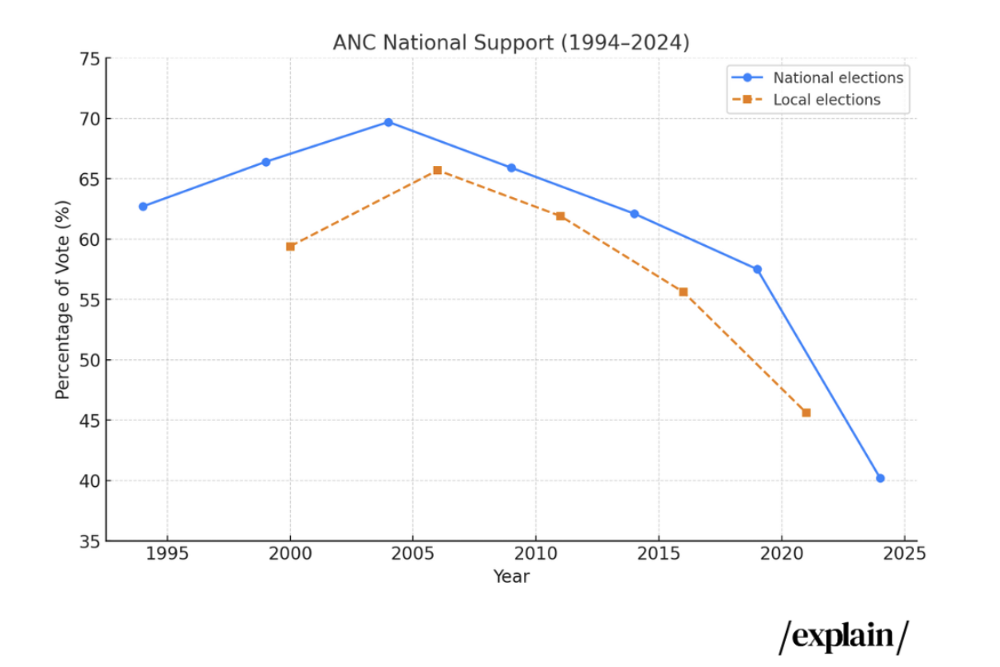 ANC National Support (1994–2024)
National elections
Local elections
Percentage of Vote (%)
75
70
65
60
55
50
45
40
35
1995 2000 2005 2010 2015 2020 2025
Year
/explain/